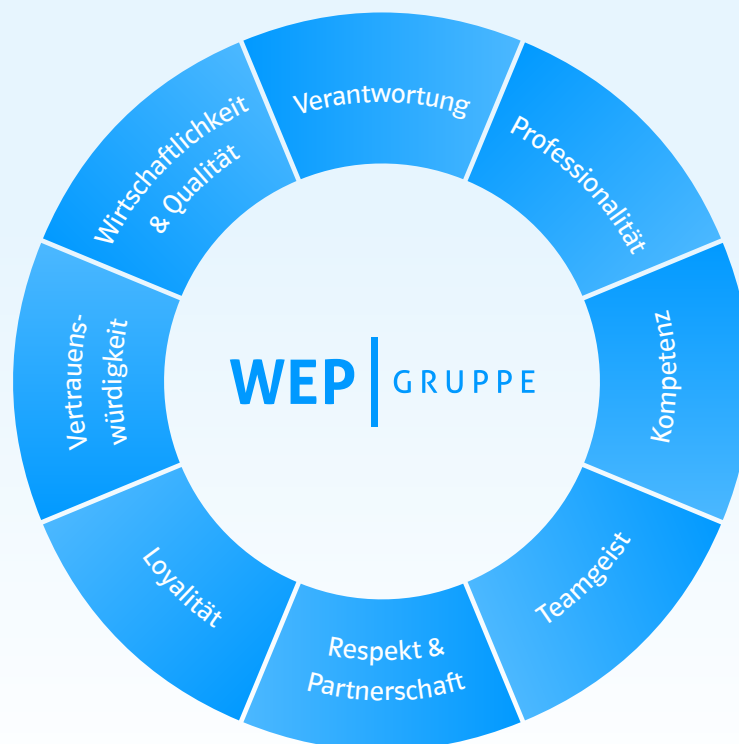 Verantwortung
Professionalität
Kompetenz
Teamgeist
Respekt &
Partnerschaft
Loyalität
Vertrauens-
würdigkeit
Wirtschaftlichkeit
& Qualität
WEP GRUPPE